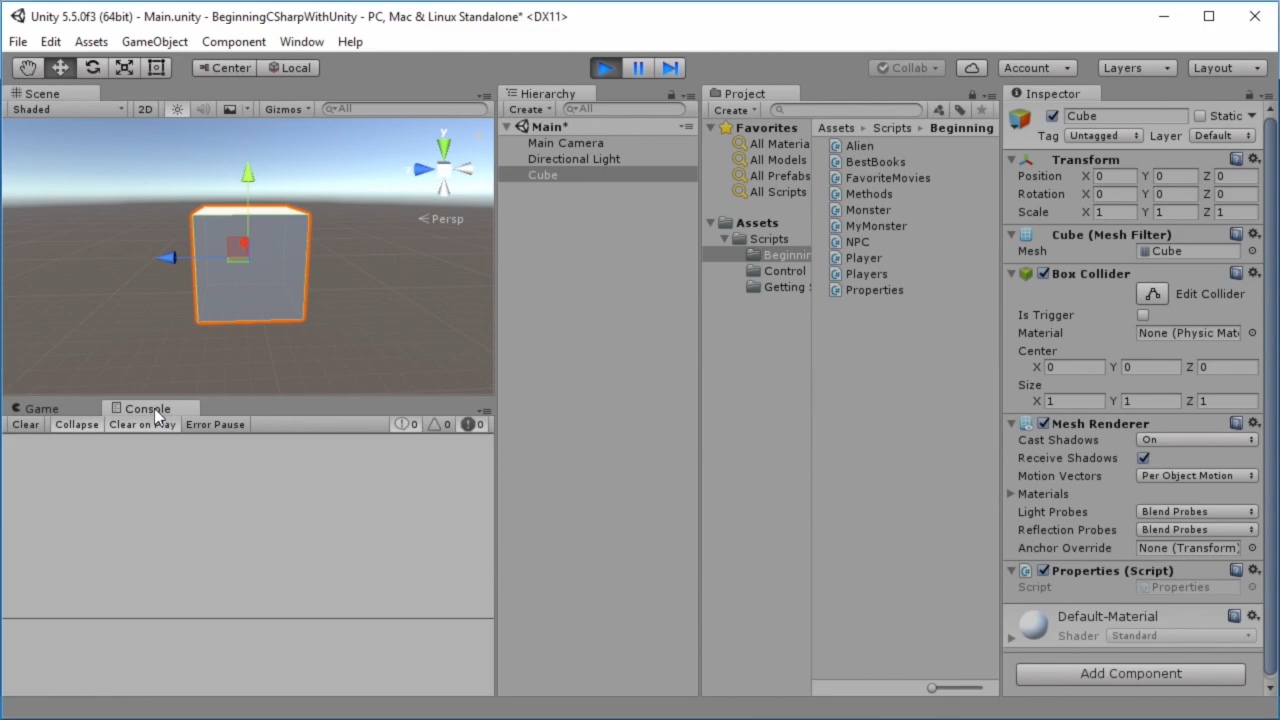 Unity 5.5.0f3 (64bit) - Main.unity - BeginningCSharpWithUnity - PC, Mac & Linux Standalone* <DX11>
File Edit Assets GameObject Component Window Help
Center Local Collab Account Layers Layout
Scene
Shaded 2D Gizmos All
y
Persp
Game Console
Clear Collapse Clear on Play Error Pause 0 0 0
Hierarchy
Create All
Main*
Main Camera
Directional Light
Cube
Project
Create
Favorites
All Materia
All Models
All Prefabs
All Scripts
Assets
Scripts
Beginnin
Control
Getting
Assets Scripts Beginning
Alien
BestBooks
FavoriteMovies
Methods
Monster
MyMonster
NPC
Player
Players
Properties
Inspector
Cube Static
Tag Untagged Layer Default
Transform
Position X 0 Y 0 Z 0
Rotation X 0 Y 0 Z 0
Scale X 1 Y 1 Z 1
Cube (Mesh Filter)
Mesh Cube
Box Collider
Edit Collider
Is Trigger
Material None (Physic Mat
Center
X 0 Y 0 Z 0
Size
X 1 Y 1 Z 1
Mesh Renderer
Cast Shadows On
Receive Shadows
Motion Vectors Per Object Motion
Materials
Light Probes Blend Probes
Reflection Probes Blend Probes
Anchor Override None (Transform)
Properties (Script)
Script Properties
Default-Material
Shader Standard
Add Component